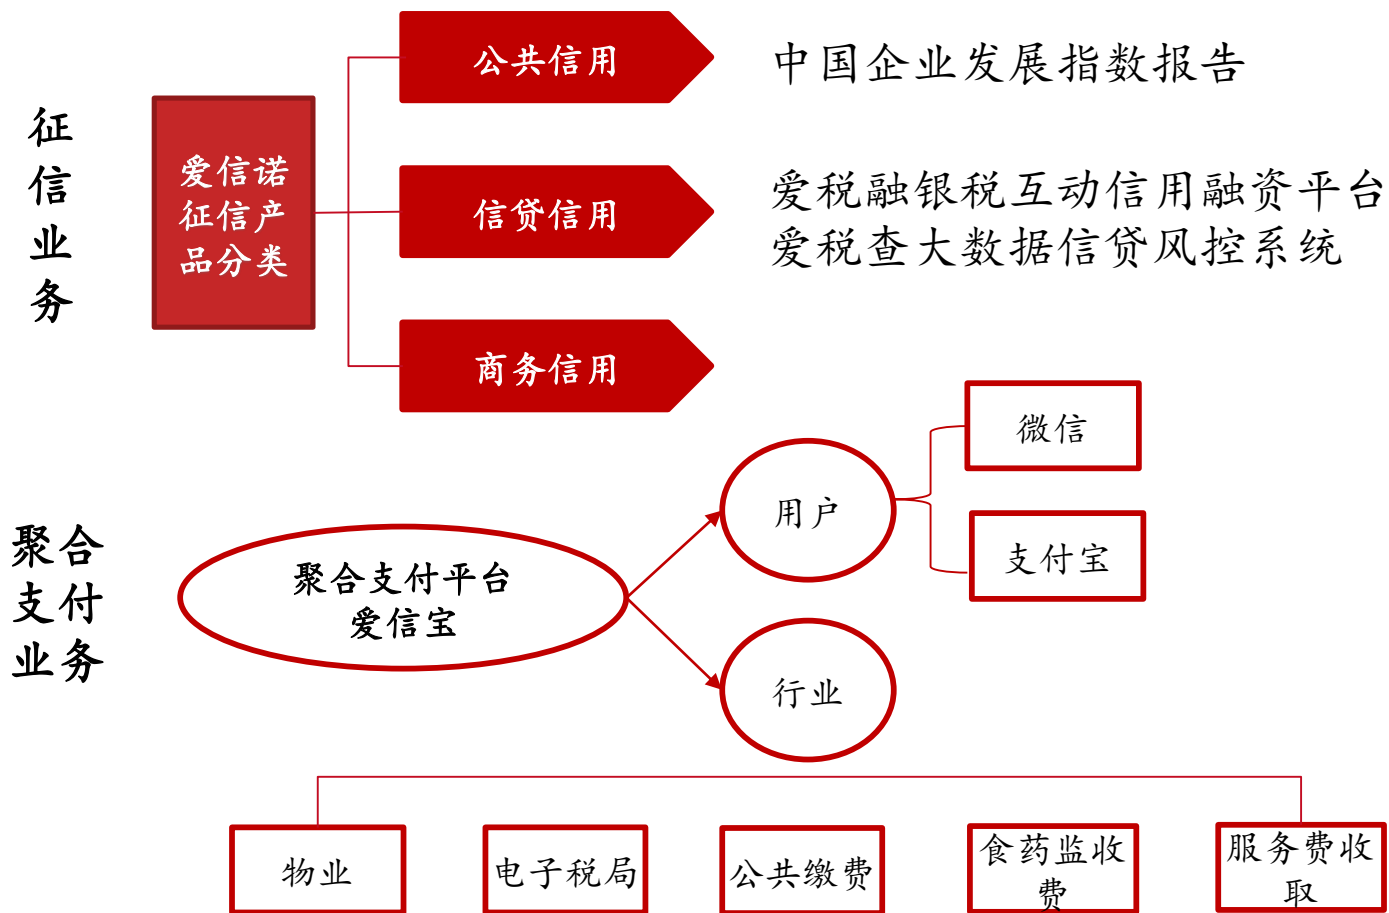 征
信
业
务
爱信诺
征信产
品分类
公共信用
中国企业发展指数报告
信贷信用
爱税融银税互动信用融资平台
爱税查大数据信贷风控系统
商务信用
聚合
支付
业务
聚合支付平台
爱信宝
用户
微信
支付宝
行业
物业
电子税局
公共缴费
食药监收
费
服务费收
取